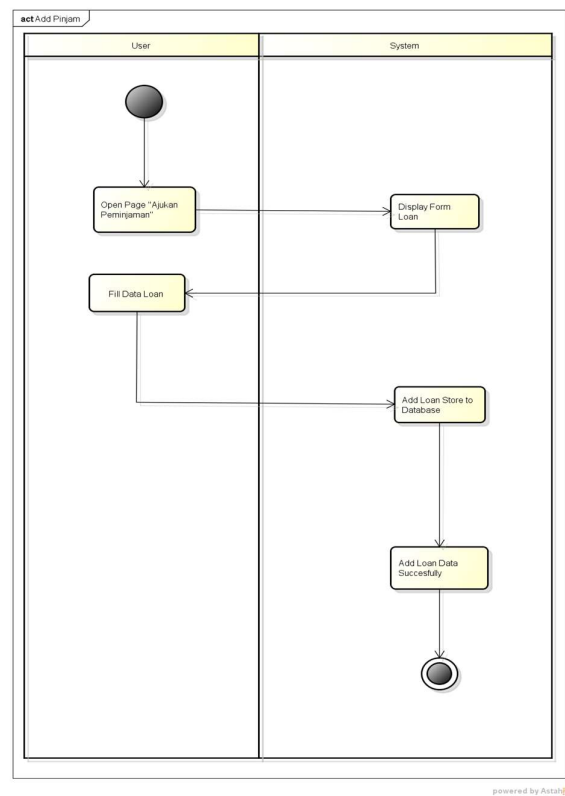 act Add Pinjam
User
System
Open Page "Ajukan
Peminjaman"
Display Form
Loan
Fill Data Loan
Add Loan Store to
Database
Add Loan Data
Succesfully
powered by Astah